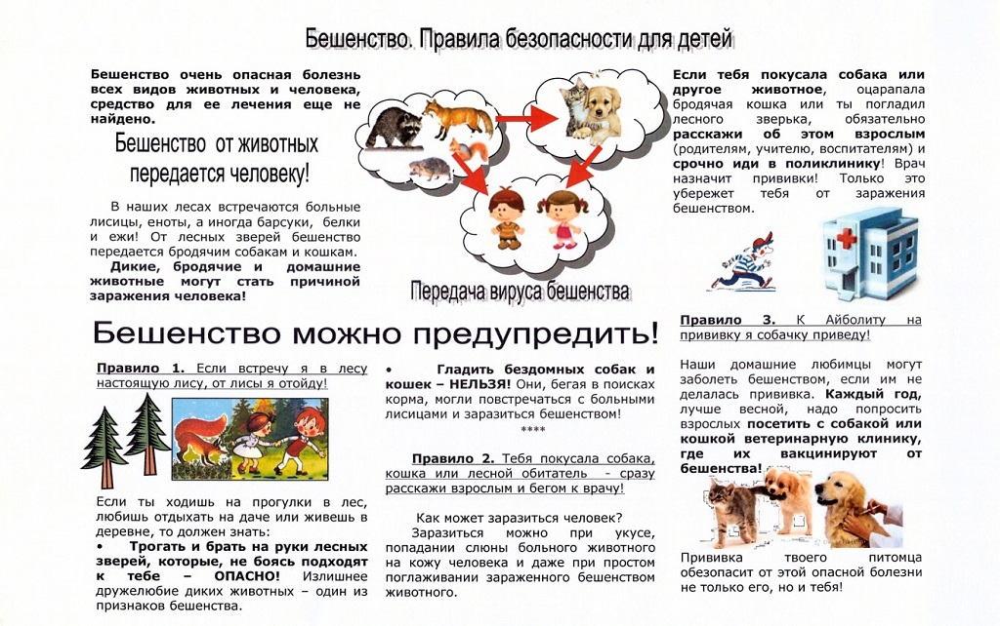 Бешенство. Правила безопасности для детей
Бешенство очень опасная болезнь
всех видов животных и человека,
средство для ее лечения еще не
найдено.
Бешенство от животных
передается человеку!
В наших лесах встречаются больные
лисицы, еноты, а иногда барсуки, белки
и ежи! От лесных зверей бешенство
передается бродячим собакам и кошкам.
Дикие, бродячие и домашние
животные могут стать причиной
заражения человека!
Передача вируса бешенства
Если тебя покусала собака или
другое животное, оцарапала
бродячая кошка или ты погладил
лесного зверька, обязательно
расскажи об этом взрослым
(родителям, учителю, воспитателям) и
срочно иди в поликлинику! Врач
назначит прививки! Только это
убережет тебя от заражения
бешенством.
Бешенство можно предупредить!
Правило 1. Если встречу я в лесу
настоящую лису, от лисы я отойду!
Если ты ходишь на прогулки в лес,
любишь отдыхать на даче или живешь в
деревне, то должен знать:
• Трогать и брать на руки лесных
зверей, которые, не боясь подходят
к тебе – ОПАСНО! Излишнее
дружелюбие диких животных – один из
признаков бешенства.
• Гладить бездомных собак и
кошек – НЕЛЬЗЯ! Они, бегая в поисках
корма, могли повстречаться с больными
лисицами и заразиться бешенством!
****
Правило 2. Тебя покусала собака,
кошка или лесной обитатель - сразу
расскажи взрослым и бегом к врачу!
Как может заразиться человек?
Заразиться можно при укусе,
попадании слюны больного животного
на кожу человека и даже при простом
поглаживании зараженного бешенством
животного.
Правило 3. К Айболиту на
прививку я собачку приведу!
Наши домашние любимцы могут
заболеть бешенством, если им не
делалась прививка. Каждый год,
лучше весной, надо попросить
взрослых посетить с собакой или
кошкой ветеринарную клинику,
где их вакцинируют от
бешенства!
Прививка твоего питомца
обезопасит от этой опасной болезни
не только его, но и тебя!